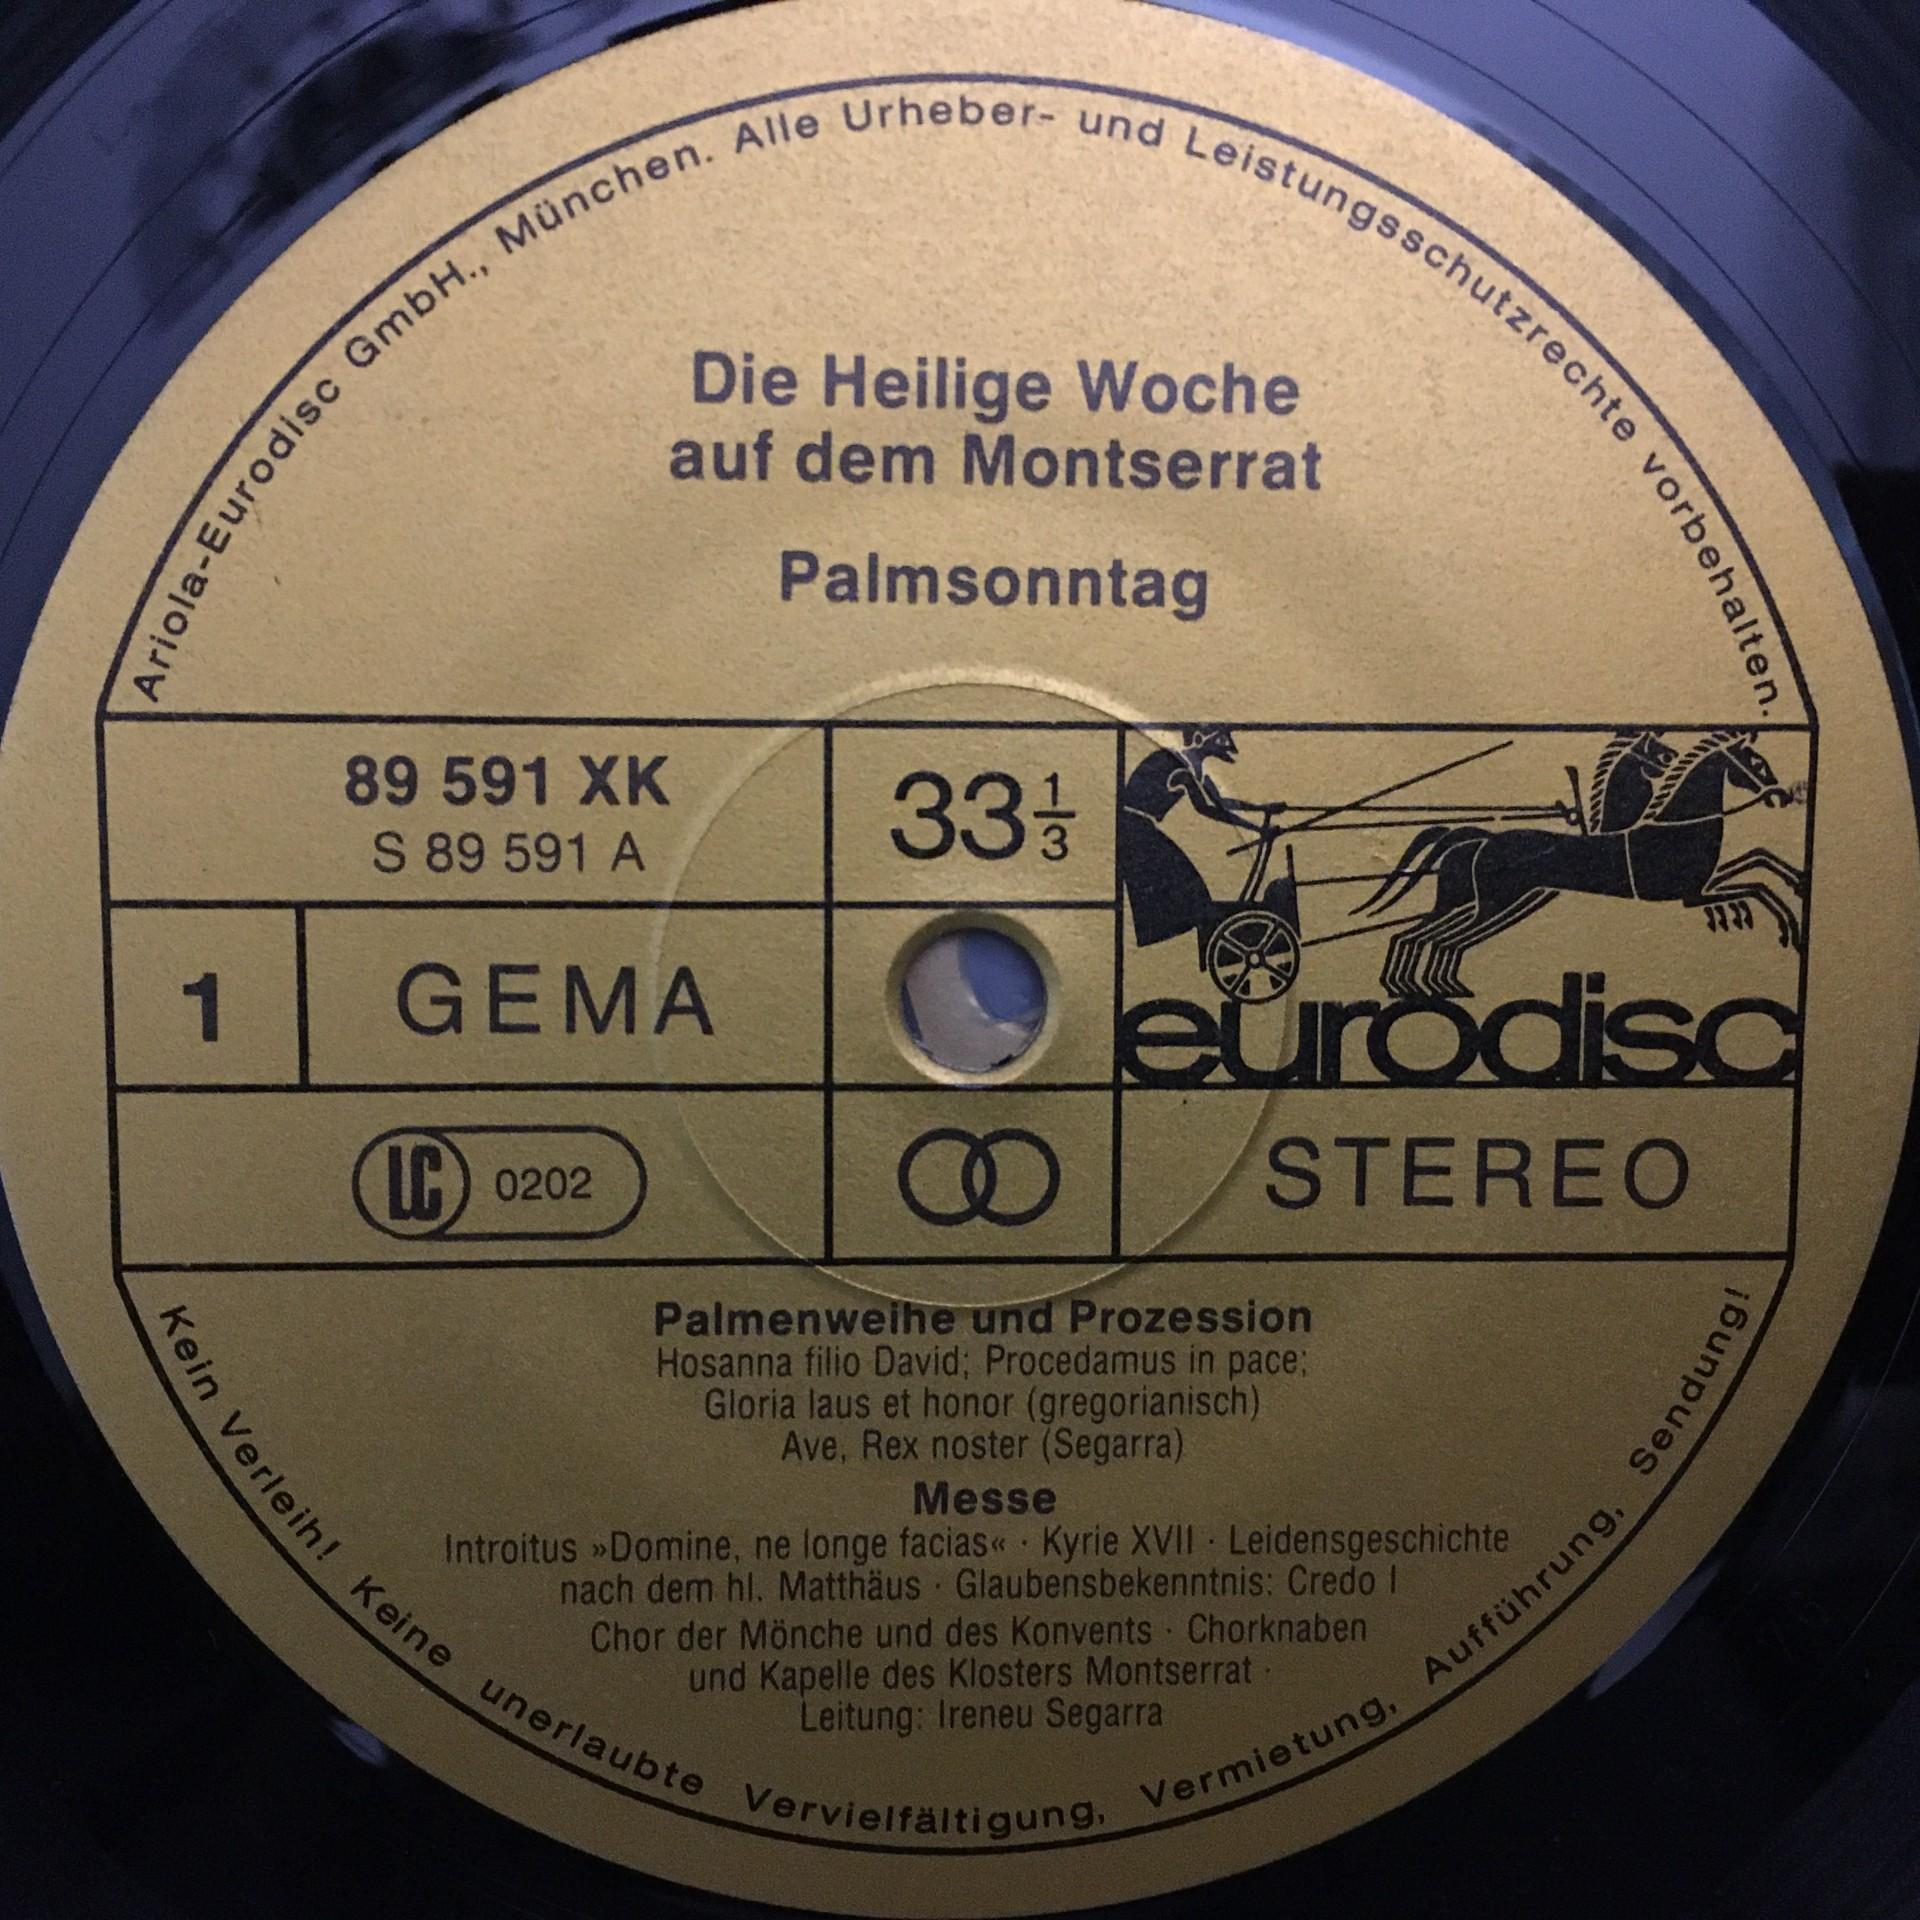 Ariola-Eurodisc GmbH., München. Alle Urheber- und Leistungsschutzrechte vorbehalten.
Die Heilige Woche
auf dem Montserrat
Palmsonntag
89 591 XK
S 89 591 A
33 1/3
1
GEMA
eurodisc
LC 0202
STEREO
Palmenweihe und Prozession
Hosanna filio David; Procedamus in pace;
Gloria laus et honor (gregorianisch)
Ave, Rex noster (Segarra)
Messe
Introitus »Domine, ne longe facias« · Kyrie XVII · Leidensgeschichte
nach dem hl. Matthäus · Glaubensbekenntnis: Credo I
Chor der Mönche und des Konvents · Chorknaben
und Kapelle des Klosters Montserrat ·
Leitung: Ireneu Segarra
Kein Verleih! Keine unerlaubte Vervielfältigung, Vermietung, Aufführung, Sendung!